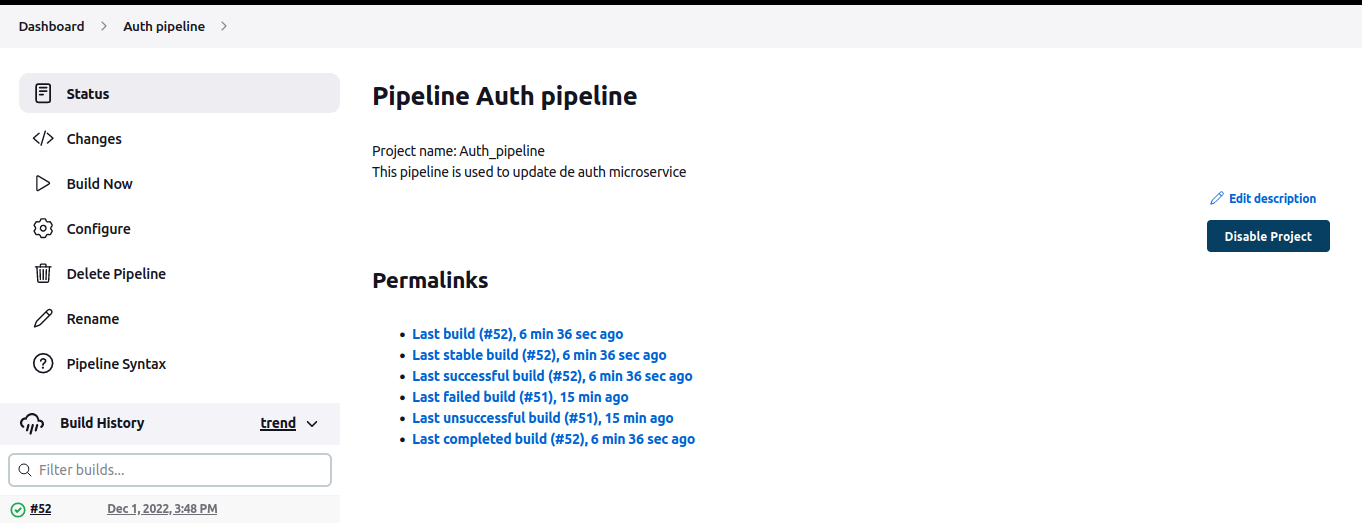 Dashboard > Auth pipeline >
Status
Changes
Build Now
Configure
Delete Pipeline
Rename
Pipeline Syntax
Build History trend
Filter builds...
#52 Dec 1, 2022, 3:48 PM
Pipeline Auth pipeline
Project name: Auth_pipeline
This pipeline is used to update de auth microservice
Edit description
Disable Project
Permalinks
Last build (#52), 6 min 36 sec ago
Last stable build (#52), 6 min 36 sec ago
Last successful build (#52), 6 min 36 sec ago
Last failed build (#51), 15 min ago
Last unsuccessful build (#51), 15 min ago
Last completed build (#52), 6 min 36 sec ago